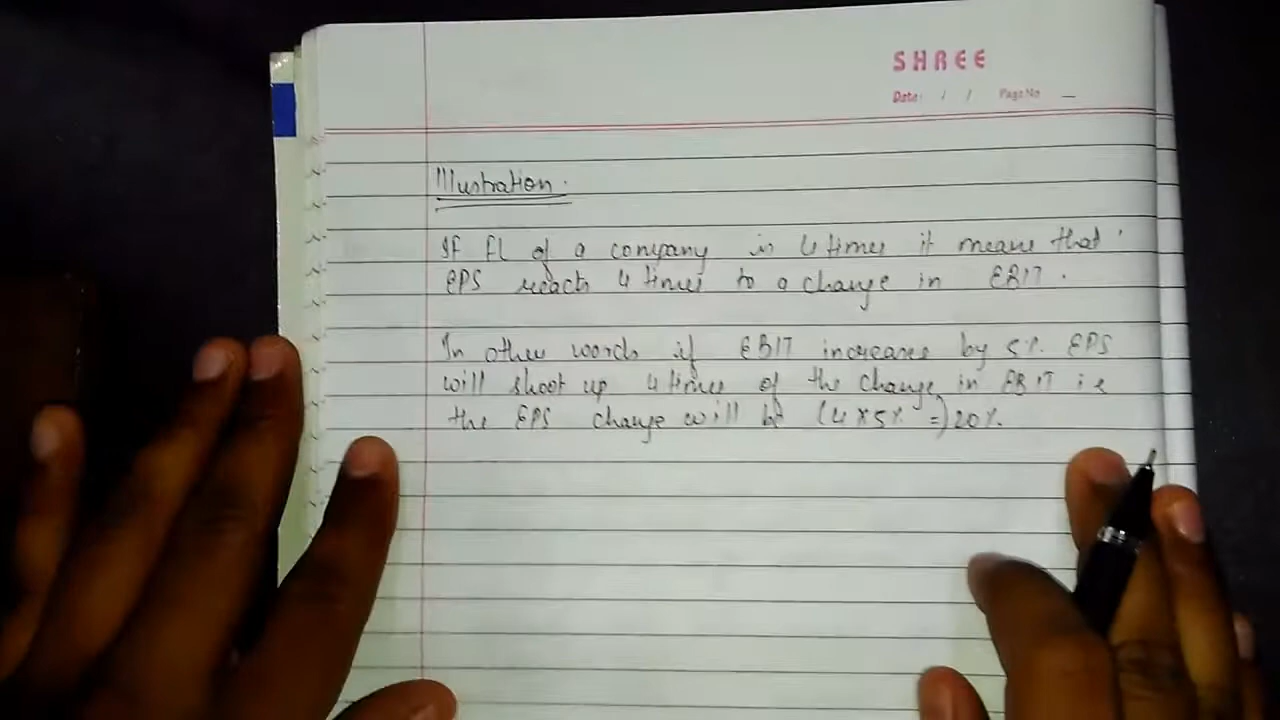 SHREE
Date: / / Page No
Illustration.
If FL of a company is 4 times it means that
EPS reacts 4 times to a change in EBIT.
In other words if EBIT increases by 5% EPS
will shoot up 4 times of the change in EBIT i.e
the EPS change will be (4 x 5% =) 20%.